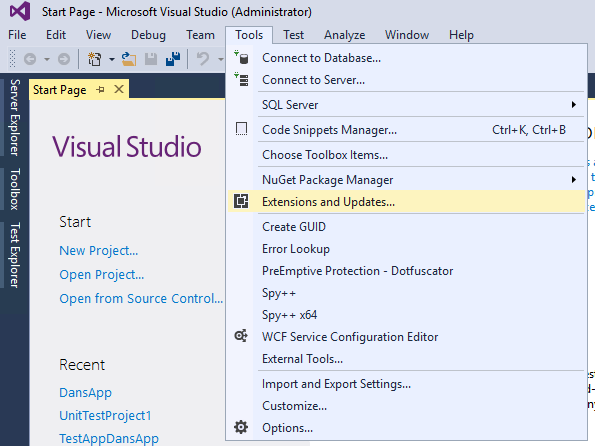 Start Page - Microsoft Visual Studio (Administrator)
File Edit View Debug Team Tools Test Analyze Window Help
Start Page
Server Explorer
Toolbox
Test Explorer
Visual Studio
Start
New Project...
Open Project...
Open from Source Control...
Recent
DansApp
UnitTestProject1
TestAppDansApp
Connect to Database...
Connect to Server...
SQL Server
Code Snippets Manager... Ctrl+K, Ctrl+B
Choose Toolbox Items...
NuGet Package Manager
Extensions and Updates...
Create GUID
Error Lookup
PreEmptive Protection - Dotfuscator
Spy++
Spy++ x64
WCF Service Configuration Editor
External Tools...
Import and Export Settings...
Customize...
Options...